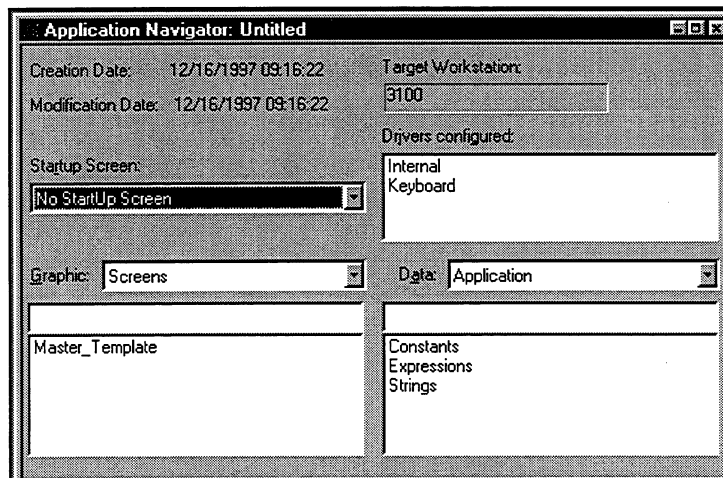 Application Navigator: Untitled
Creation Date: 12/16/1997 09:16:22
Modification Date: 12/16/1997 09:16:22
Target Workstation:
3100
Drivers configured:
Internal
Keyboard
Startup Screen:
No StartUp Screen
Graphic: Screens
Master_Template
Data: Application
Constants
Expressions
Strings